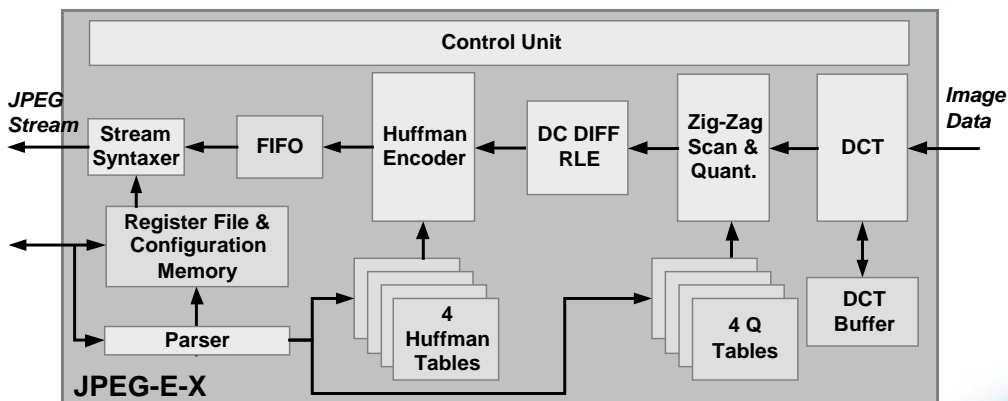 Control Unit
JPEG
Stream
Image
Data
Stream
Syntaxer
FIFO
Huffman
Encoder
DC DIFF
RLE
Zig-Zag
Scan &
Quant.
DCT
Register File &
Configuration
Memory
Parser
4
Huffman
Tables
4 Q
Tables
DCT
Buffer
JPEG-E-X